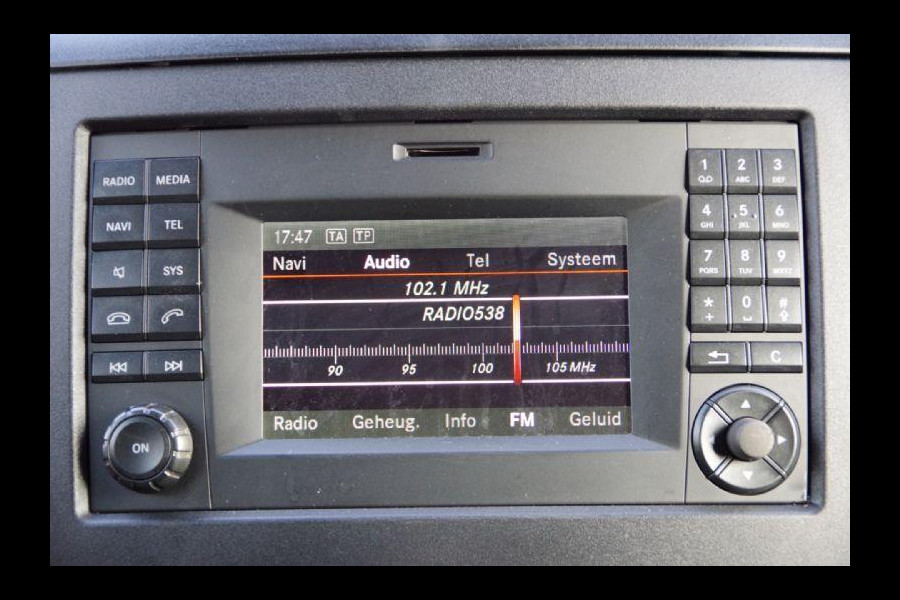 RADIO MEDIA
NAVI TEL
SYS
ON
17:47 TA TP
Navi Audio Tel Systeem
102.1 MHz
RADIO538
90 95 100 105 MHz
Radio Geheug. Info FM Geluid
1 2 3
ABC DEF
4 5 6
GHI JKL MNO
7 8 9
PQRS TUV WXYZ
* 0 #
+
C